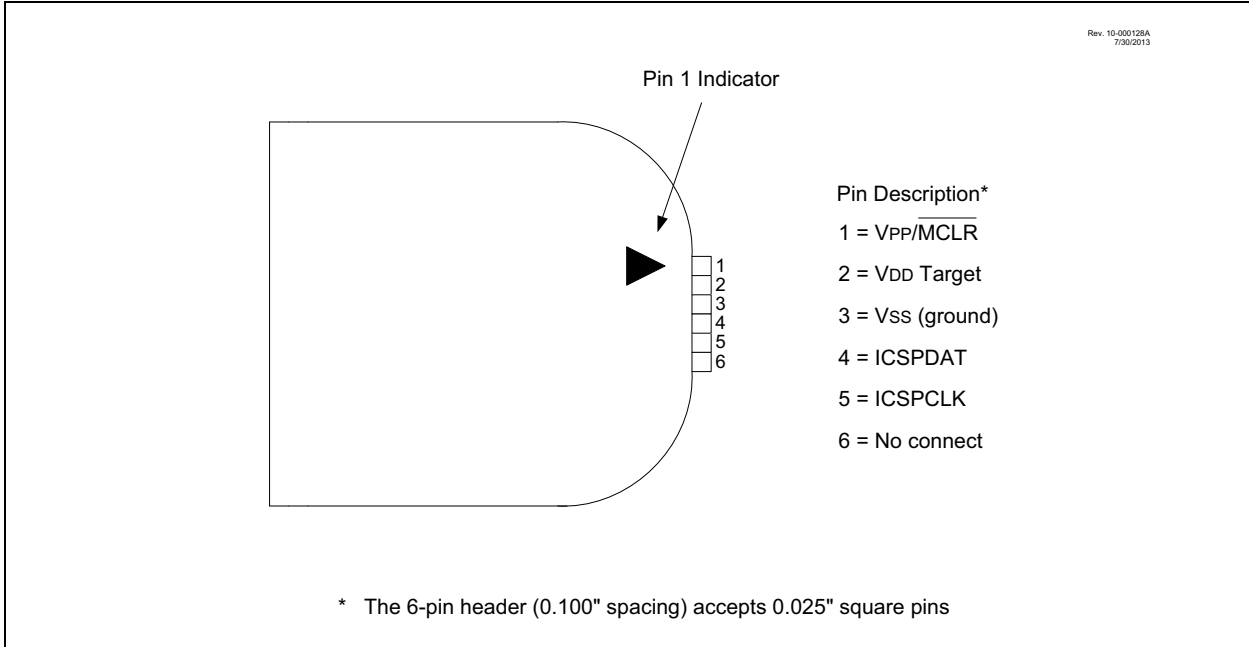 Rev. 10-000128A
7/30/2013
Pin 1 Indicator
1
2
3
4
5
6
Pin Description*
1 = VPP/MCLR
2 = VDD Target
3 = VSS (ground)
4 = ICSPDAT
5 = ICSPCLK
6 = No connect
* The 6-pin header (0.100" spacing) accepts 0.025" square pins